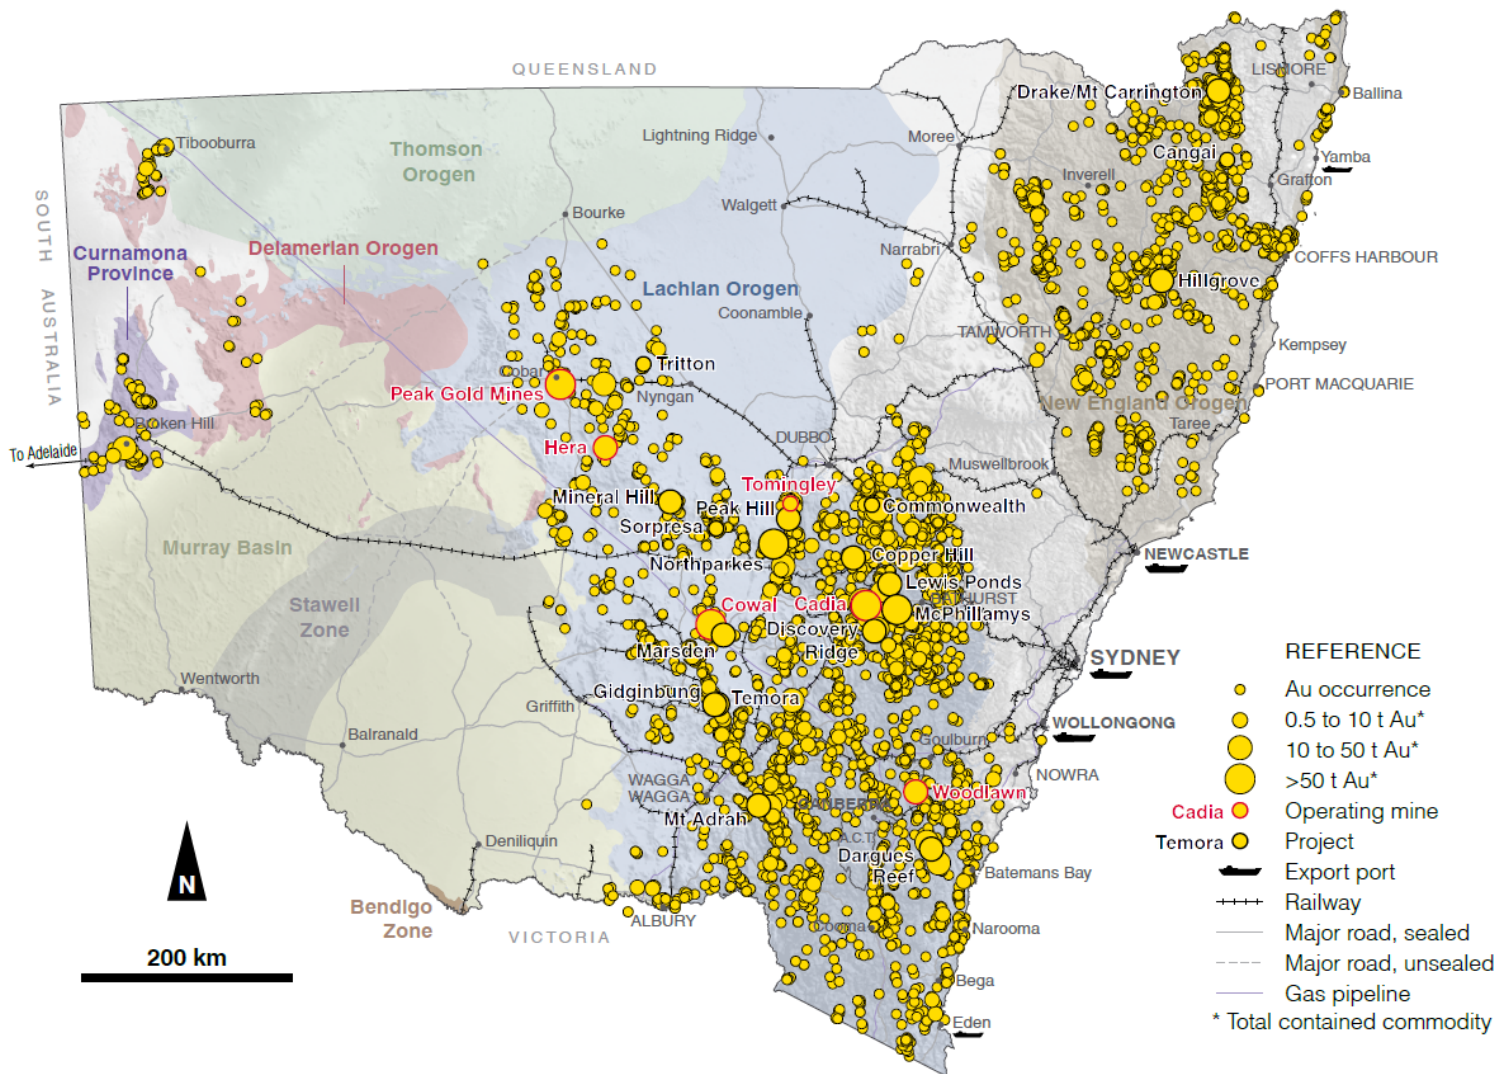 QUEENSLAND
Drake/Mt Carrington
LISMORE
Ballina
Tibooburra
Lightning Ridge
Moree
Thomson
Orogen
Cangai
Yamba
Inverell
Grafton
SOUTH AUSTRALIA
Walgett
Bourke
Curnamona
Province
Delamerian Orogen
Narrabri
COFFS HARBOUR
Hillgrove
Lachlan Orogen
Coonamble
TAMWORTH
Kempsey
Tritton
Cobar
Peak Gold Mines
Nyngan
PORT MACQUARIE
New England Orogen
Taree
Broken Hill
To Adelaide
DUBBO
Hera
Muswellbrook
Tomingley
Mineral Hill
Peak Hill
Commonwealth
Sorpresa
Murray Basin
Northparkes
Copper Hill
NEWCASTLE
Lewis Ponds
BATHURST
Stawell
Zone
Cowal
Cadia
McPhillamys
Discovery
Ridge
Marsden
SYDNEY
Wentworth
Gidginbung
Temora
Griffith
WOLLONGONG
Balranald
Goulburn
NOWRA
WAGGA
WAGGA
Woodlawn
CANBERRA
Mt Adrah
A.C.T.
Deniliquin
Dargues
Reef
Batemans Bay
N
Bendigo
Zone
ALBURY
VICTORIA
Cooma
Narooma
200 km
Bega
Eden
REFERENCE
Au occurrence
0.5 to 10 t Au*
10 to 50 t Au*
>50 t Au*
Cadia Operating mine
Temora Project
Export port
Railway
Major road, sealed
Major road, unsealed
Gas pipeline
* Total contained commodity